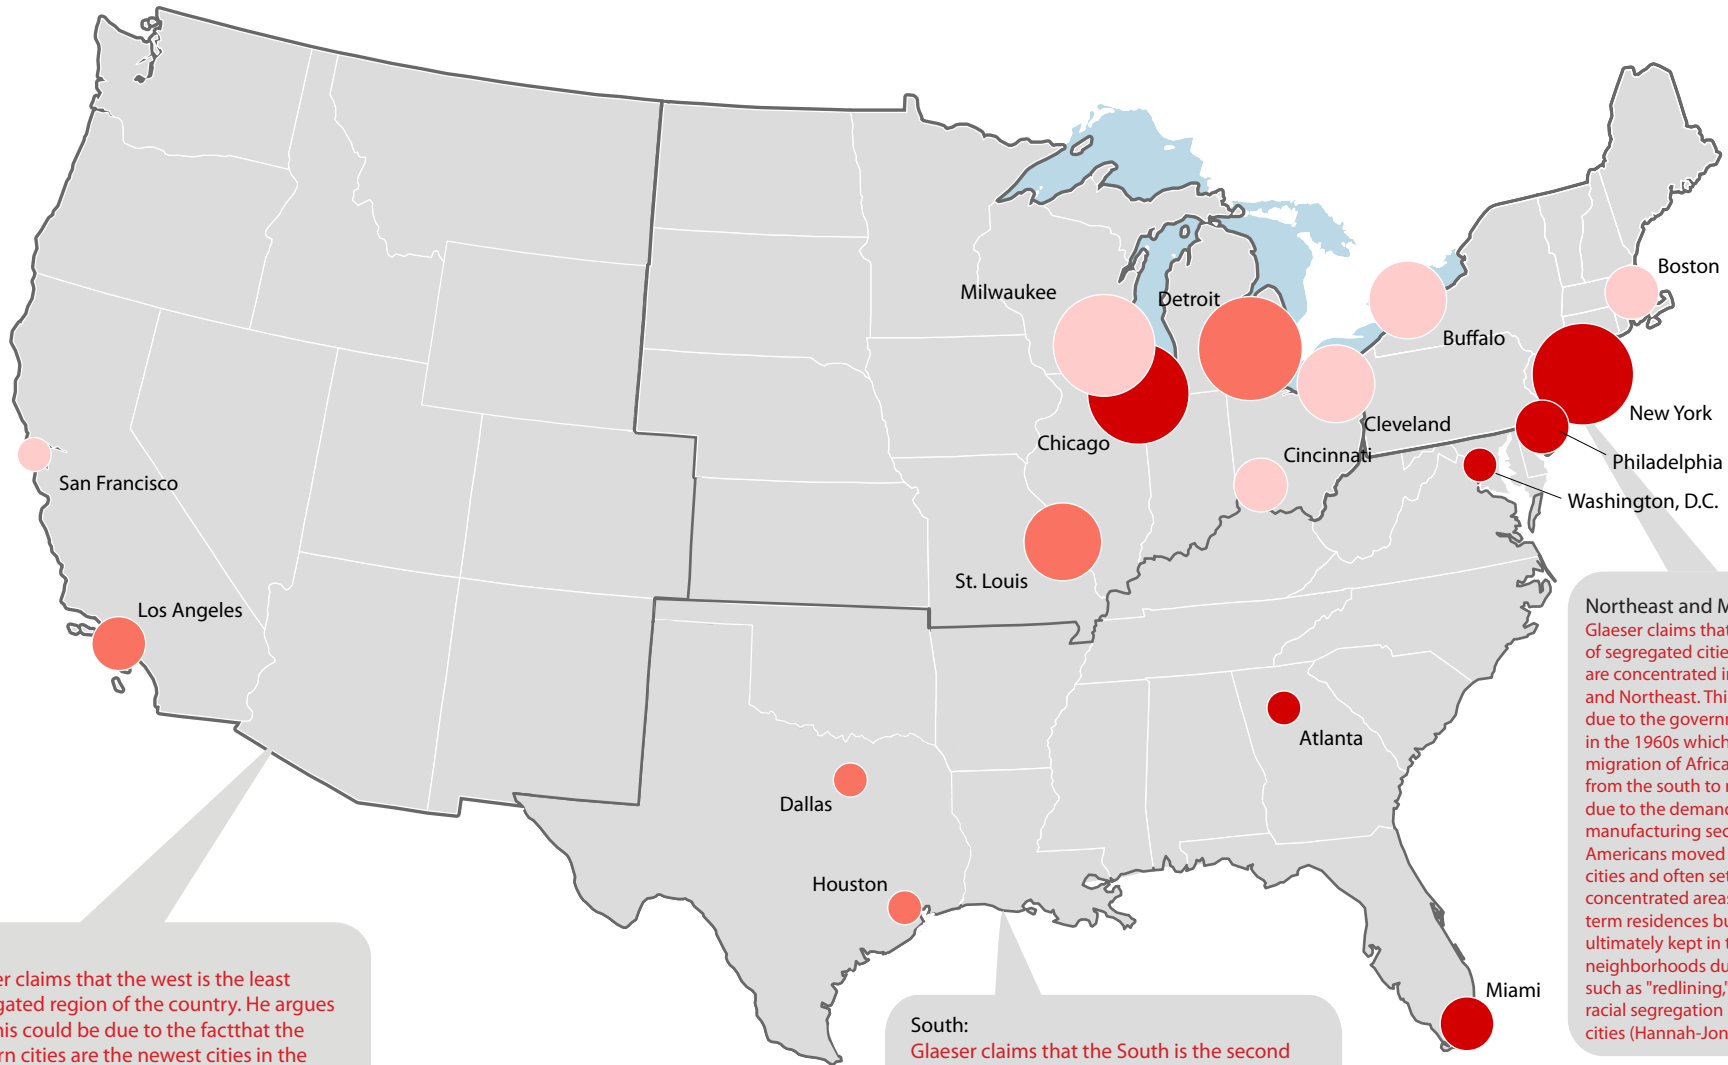 Boston
Milwaukee
Detroit
Buffalo
New York
Cleveland
Chicago
Cincinnati
Philadelphia
San Francisco
Washington, D.C.
St. Louis
Los Angeles
Atlanta
Dallas
Houston
Miami
Northeast and M
Glaeser claims that
of segregated citie
are concentrated i
and Northeast. Thi
due to the governm
in the 1960s which
migration of Africa
from the south to
due to the demand
manufacturing sec
Americans moved
cities and often set
concentrated areas
term residences bu
ultimately kept in t
neighborhoods du
such as "redlining,"
racial segregation
cities (Hannah-Jon
er claims that the west is the least
gated region of the country. He argues
his could be due to the factthat the
rn cities are the newest cities in the
South:
Glaeser claims that the South is the second